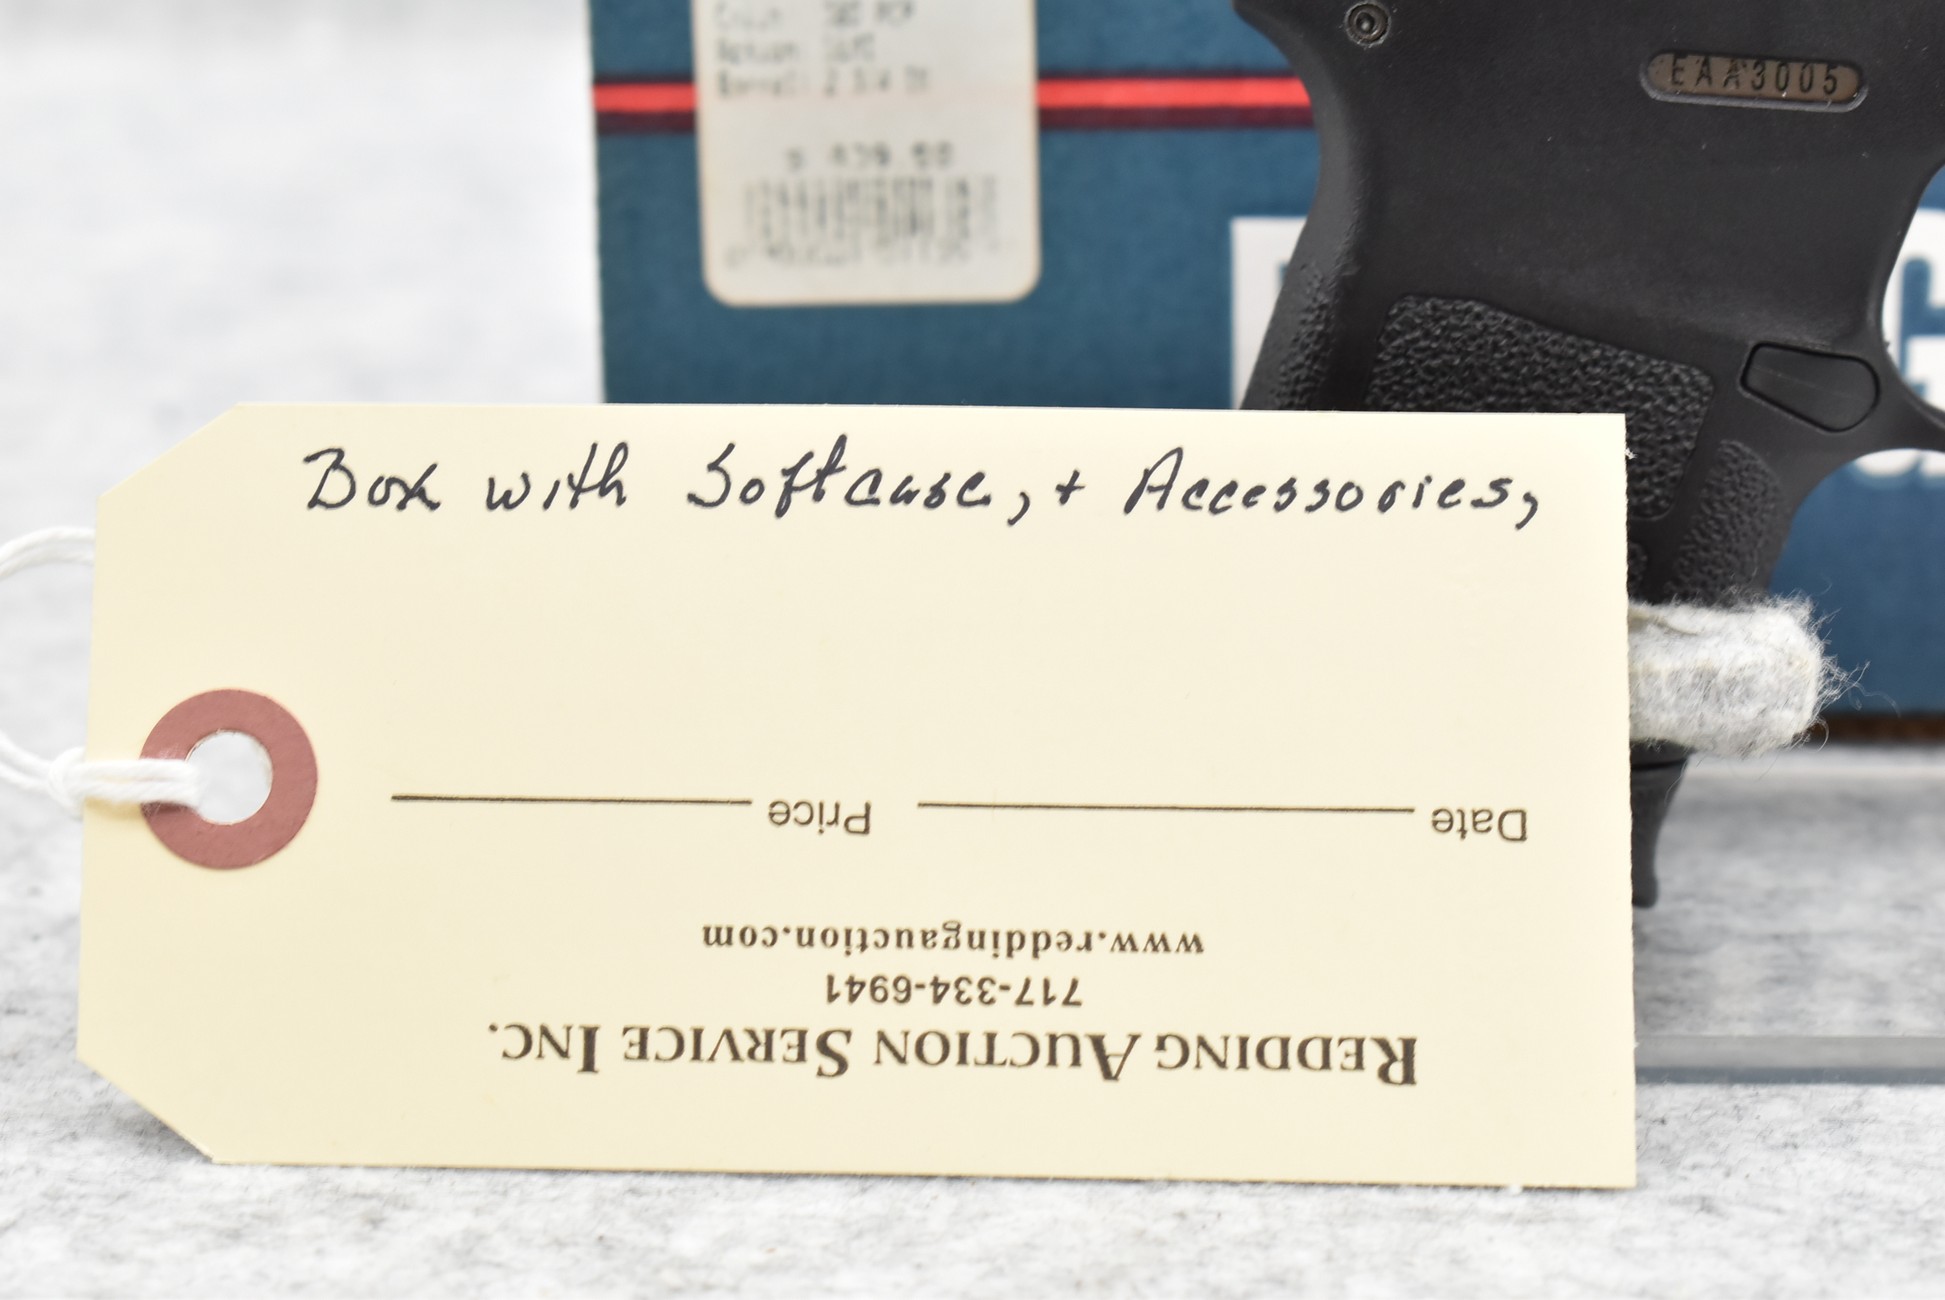 EAA3005
Box with Softcase, + Accessories,
Date Price
www.reddingauction.com
717-334-6941
REDDING AUCTION SERVICE INC.